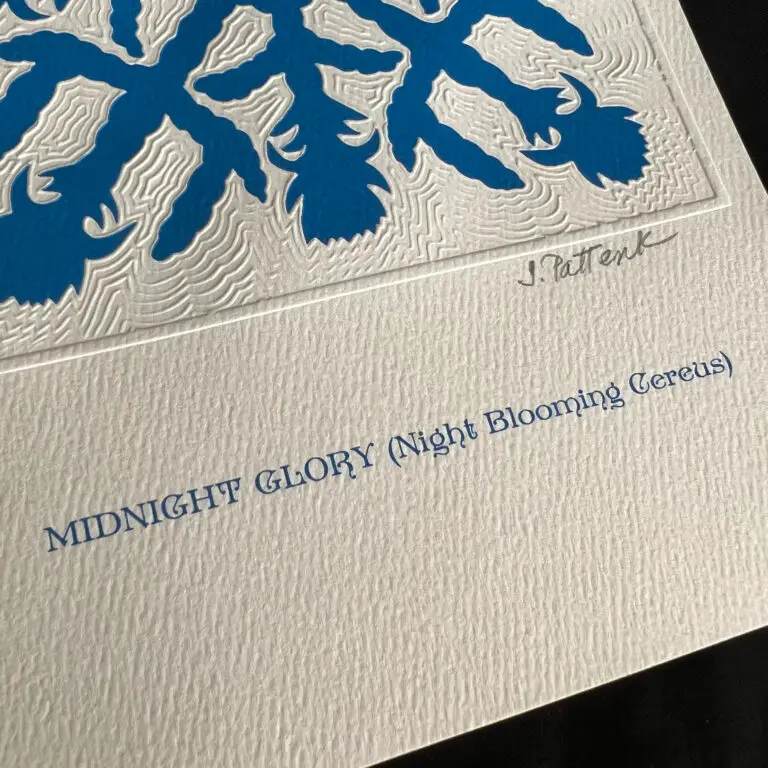 J. Pattenk
MIDNIGHT GLORY (Night Blooming Cereus)